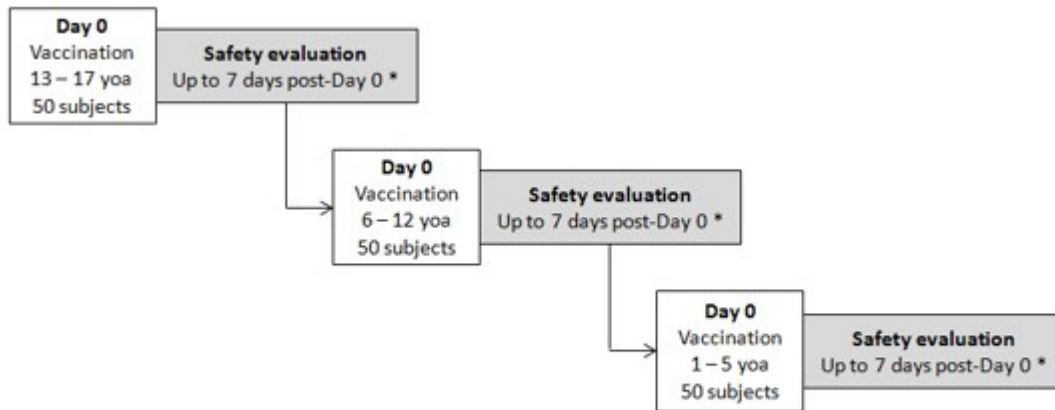 Day 0
Vaccination
13 – 17 yoa
50 subjects
Safety evaluation
Up to 7 days post-Day 0 *
Day 0
Vaccination
6 – 12 yoa
50 subjects
Safety evaluation
Up to 7 days post-Day 0 *
Day 0
Vaccination
1 – 5 yoa
50 subjects
Safety evaluation
Up to 7 days post-Day 0 *